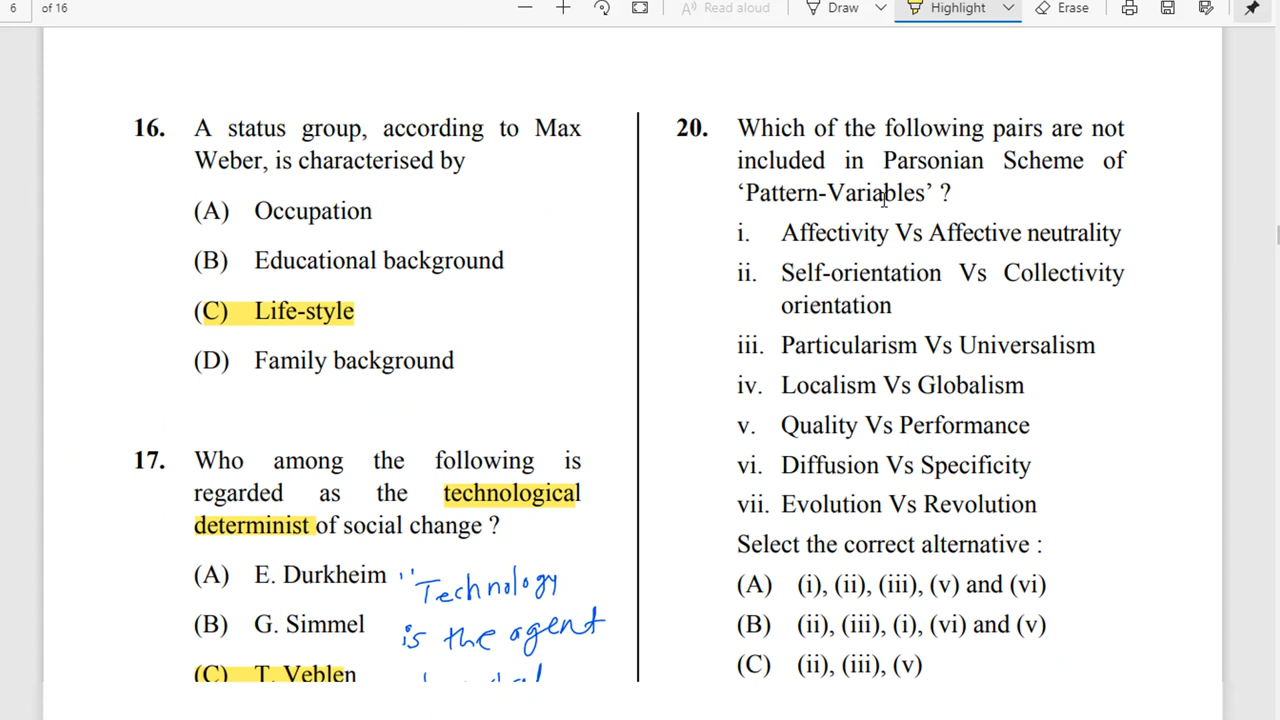 6 of 16 Read aloud Draw Highlight Erase
16. A status group, according to Max
Weber, is characterised by
(A) Occupation
(B) Educational background
(C) Life-style
(D) Family background
17. Who among the following is
regarded as the technological
determinist of social change ?
(A) E. Durkheim
"Technology
(B) G. Simmel
is the agent
(C) T. Veblen
20. Which of the following pairs are not
included in Parsonian Scheme of
‘Pattern-Variables’ ?
i. Affectivity Vs Affective neutrality
ii. Self-orientation Vs Collectivity
orientation
iii. Particularism Vs Universalism
iv. Localism Vs Globalism
v. Quality Vs Performance
vi. Diffusion Vs Specificity
vii. Evolution Vs Revolution
Select the correct alternative :
(A) (i), (ii), (iii), (v) and (vi)
(B) (ii), (iii), (i), (vi) and (v)
(C) (ii), (iii), (v)